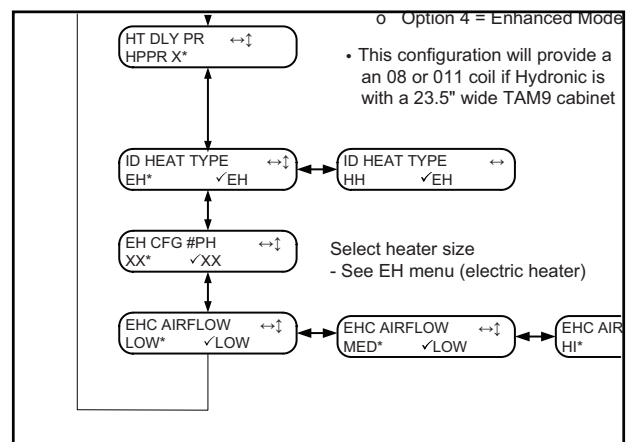 o Option 4 = Enhanced Mode
HT DLY PR ↔↕
HPPR X*
• This configuration will provide a
an 08 or 011 coil if Hydronic is
with a 23.5" wide TAM9 cabinet
ID HEAT TYPE ↔↕
EH* ✓EH
ID HEAT TYPE ↔
HH ✓EH
EH CFG #PH ↔↕
XX* ✓XX
Select heater size
- See EH menu (electric heater)
EHC AIRFLOW ↔↕
LOW* ✓LOW
EHC AIRFLOW ↔↕
MED* ✓LOW
EHC AIR
HI*